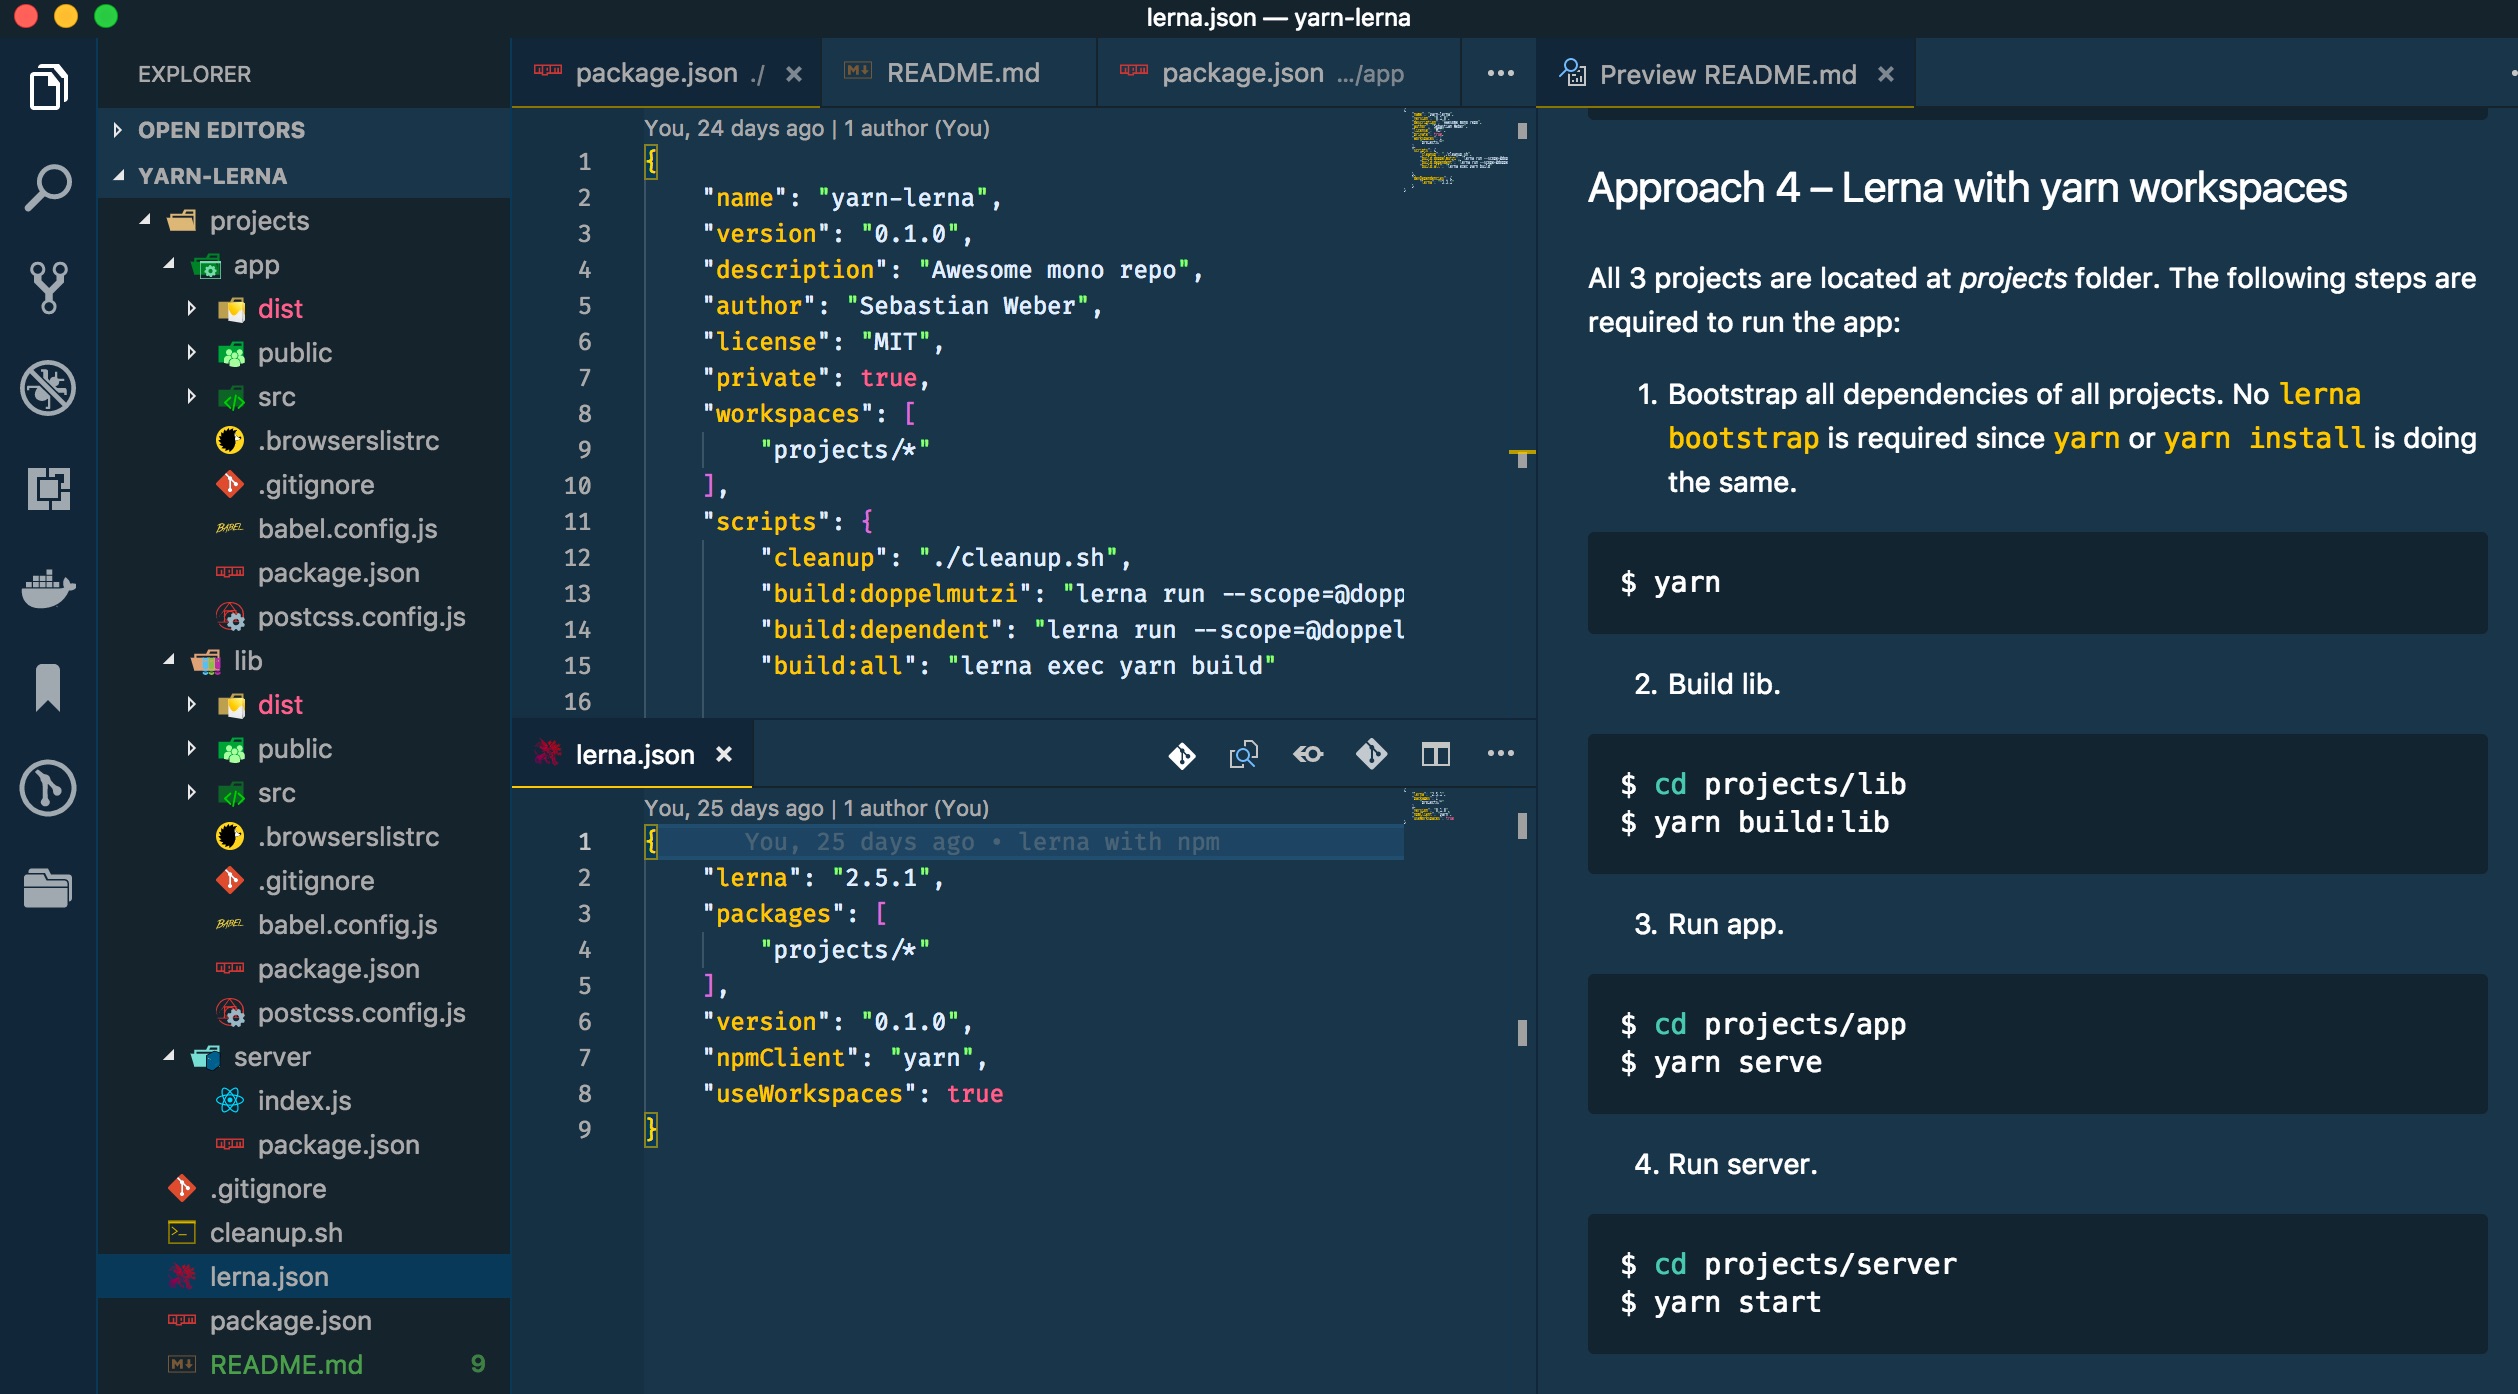 lerna.json — yarn-lerna
EXPLORER
OPEN EDITORS
YARN-LERNA
projects
app
dist
public
src
.browserslistrc
.gitignore
babel.config.js
package.json
postcss.config.js
lib
dist
public
src
.browserslistrc
.gitignore
babel.config.js
package.json
postcss.config.js
server
index.js
package.json
.gitignore
cleanup.sh
lerna.json
package.json
README.md 9
package.json ./
README.md
package.json .../app
You, 24 days ago | 1 author (You)
1 {
2 "name": "yarn-lerna",
3 "version": "0.1.0",
4 "description": "Awesome mono repo",
5 "author": "Sebastian Weber",
6 "license": "MIT",
7 "private": true,
8 "workspaces": [
9 "projects/*"
10 ],
11 "scripts": {
12 "cleanup": "./cleanup.sh",
13 "build:doppelmutzi": "lerna run --scope=@dopp
14 "build:dependent": "lerna run --scope=@doppel
15 "build:all": "lerna exec yarn build"
16
lerna.json
You, 25 days ago | 1 author (You)
1 { You, 25 days ago • lerna with npm
2 "lerna": "2.5.1",
3 "packages": [
4 "projects/*"
5 ],
6 "version": "0.1.0",
7 "npmClient": "yarn",
8 "useWorkspaces": true
9 }
Preview README.md
Approach 4 – Lerna with yarn workspaces
All 3 projects are located at projects folder. The following steps are
required to run the app:
1. Bootstrap all dependencies of all projects. No lerna
bootstrap is required since yarn or yarn install is doing
the same.
$ yarn
2. Build lib.
$ cd projects/lib
$ yarn build:lib
3. Run app.
$ cd projects/app
$ yarn serve
4. Run server.
$ cd projects/server
$ yarn start